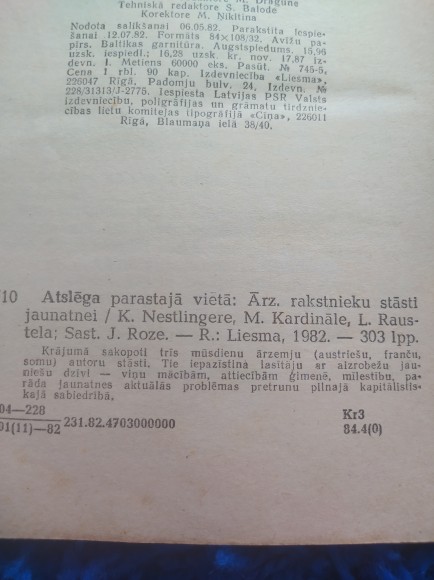 M. Dragune
Tehniskā redaktore S. Balode
Korektore M. Ņikitina
Nodota salikšanai 06.05.82. Parakstīta iespie-
šanai 12.07.82. Formāts 84×108/32. Avīžu pa-
pīrs. Baltikas garnitūra. Augstspiedums. 15,96
uzsk. iespiedl.; 16,28 uzsk. kr. nov. 17,87 iz-
devn. l. Metiens 60000 eks. Pasūt. № 745-5,
Cena 1 rbl. 90 kap. Izdevniecība «Liesma»,
226047 Rīgā, Padomju bulv. 24. Izdevn. №
228/31313/J-2775. Iespiesta Latvijas PSR Valsts
izdevniecību, poligrāfijas un grāmatu tirdznie-
cības lietu komitejas tipogrāfijā «Cīņa», 226011
Rīgā, Blaumaņa ielā 38/40.
/10 Atslēga parastajā vietā: Ārz. rakstnieku stāsti
jaunatnei / K. Nestlingere, M. Kardināle, L. Raus-
tela; Sast. J. Roze. — R.: Liesma, 1982. — 303 lpp.
Krājumā sakopoti trīs mūsdienu ārzemju (austriešu, franču,
somu) autoru stāsti. Tie iepazīstina lasītāju ar aizrobežu jau-
niešu dzīvi — viņu mācībām, attiecībām ģimenē, mīlestību, pa-
rāda jaunatnes aktuālās problēmas pretrunu pilnajā kapitālistis-
kajā sabiedrībā.
04—228
01(11)—82 231.82.4703000000
Kr3
84.4(0)